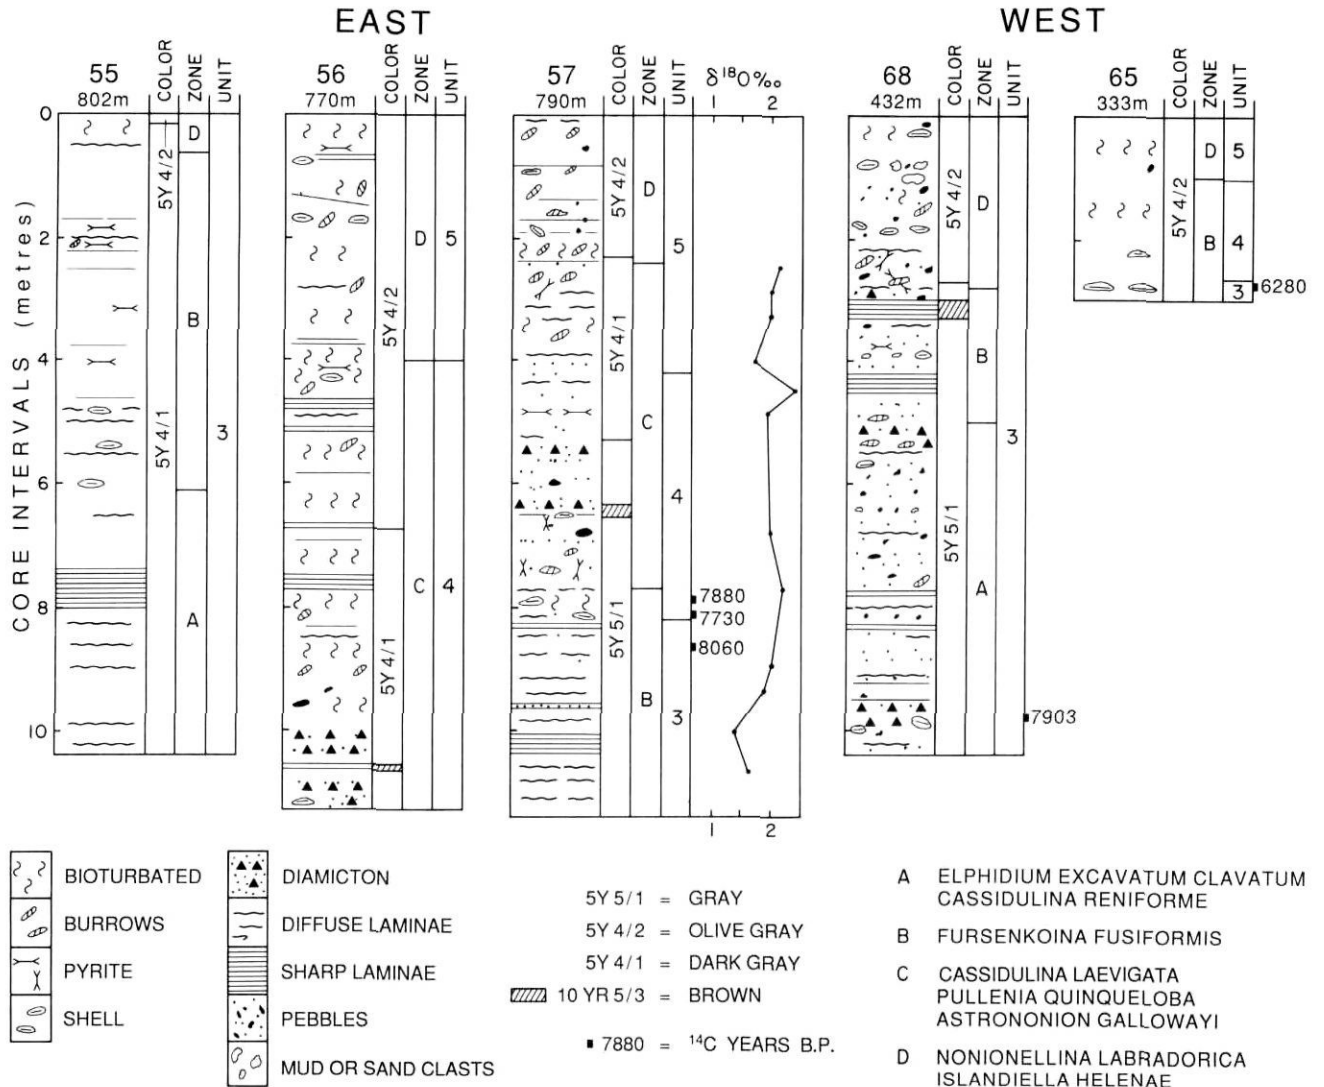 EAST
WEST
55
802m
COLOR
ZONE
UNIT
56
770m
COLOR
ZONE
UNIT
57
790m
COLOR
ZONE
UNIT
δ 18O‰
1 2
68
432m
COLOR
ZONE
UNIT
65
333m
COLOR
ZONE
UNIT
CORE INTERVALS (metres)
0
2
4
6
8
10
5Y 4/2
5Y 4/1
D
B
A
3
5Y 4/2
5Y 4/1
D
C
5
4
5Y 4/2
5Y 4/1
5Y 5/1
D
C
B
5
4
3
7880
7730
8060
1 2
5Y 4/2
5Y 5/1
D
B
A
3
7903
5Y 4/2
D
B
5
4
3
6280
BIOTURBATED
BURROWS
PYRITE
SHELL
DIAMICTON
DIFFUSE LAMINAE
SHARP LAMINAE
PEBBLES
MUD OR SAND CLASTS
5Y 5/1 = GRAY
5Y 4/2 = OLIVE GRAY
5Y 4/1 = DARK GRAY
10 YR 5/3 = BROWN
7880 = 14C YEARS B.P.
A ELPHIDIUM EXCAVATUM CLAVATUM
CASSIDULINA RENIFORME
B FURSENKOINA FUSIFORMIS
C CASSIDULINA LAEVIGATA
PULLENIA QUINQUELOBA
ASTRONONION GALLOWAYI
D NONIONELLINA LABRADORICA
ISLANDIELLA HELENAE